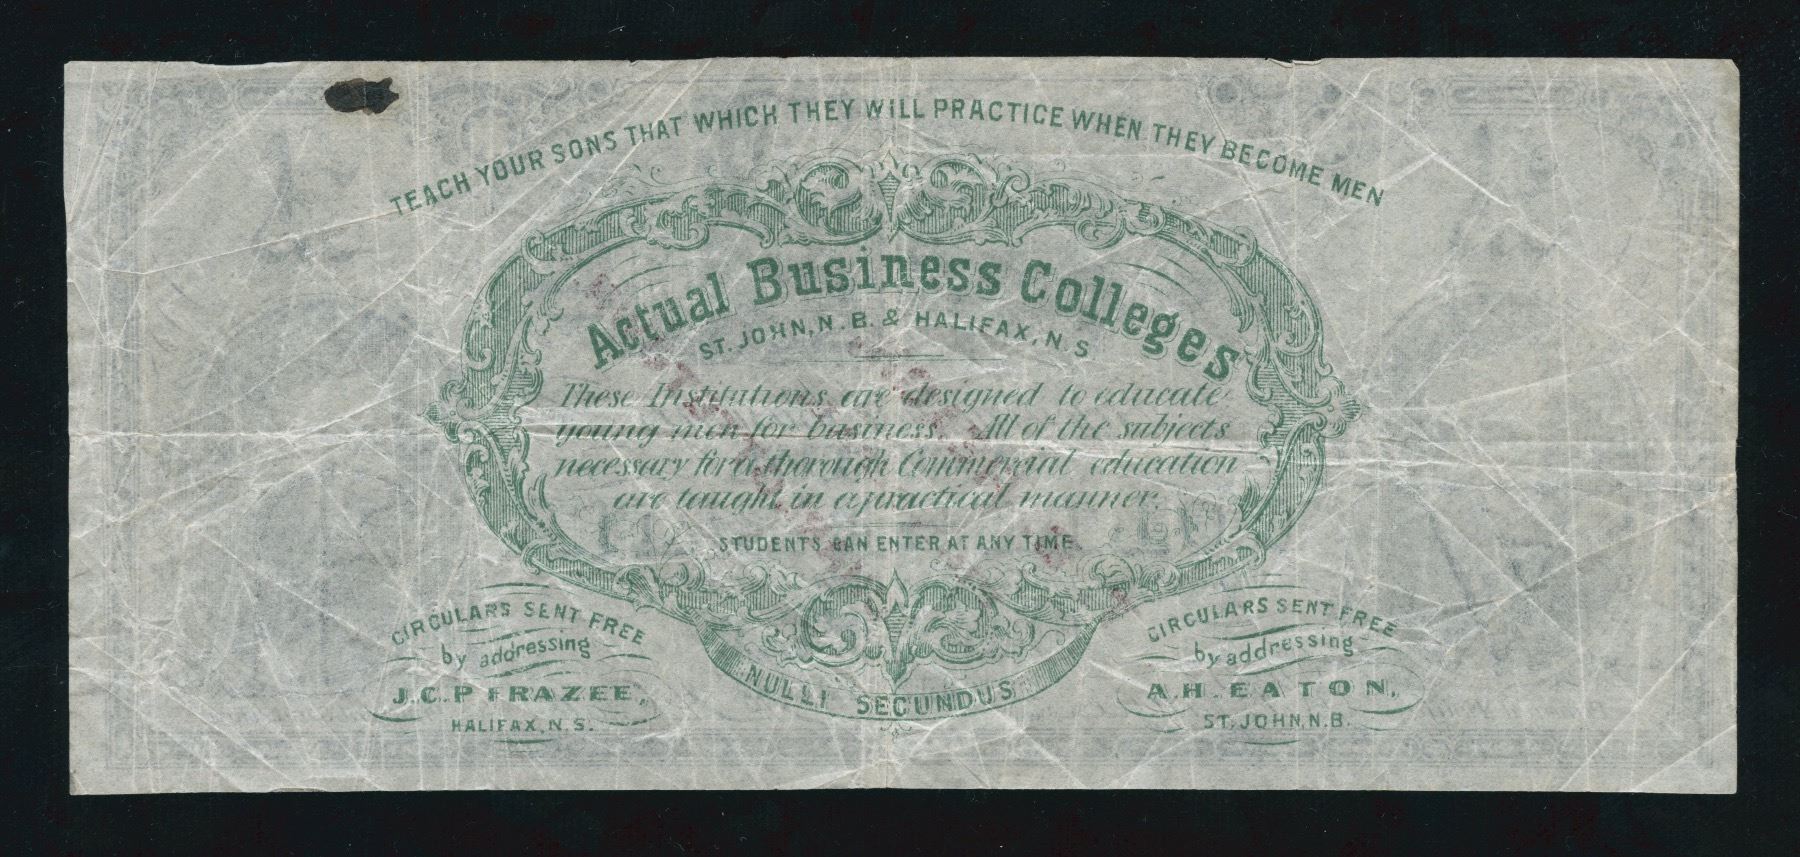 TEACH YOUR SONS THAT WHICH THEY WILL PRACTICE WHEN THEY BECOME MEN
Actual Business Colleges
ST. JOHN, N.B. & HALIFAX, N.S
These Institutions are designed to educate
young men for business. All of the subjects
necessary for a thorough Commercial education
are taught in a practical manner.
STUDENTS CAN ENTER AT ANY TIME.
NULLI SECUNDUS
CIRCULARS SENT FREE
by addressing
J.C.P FRAZEE,
HALIFAX, N.S.
CIRCULARS SENT FREE
by addressing
A.H. EATON,
ST. JOHN, N.B.